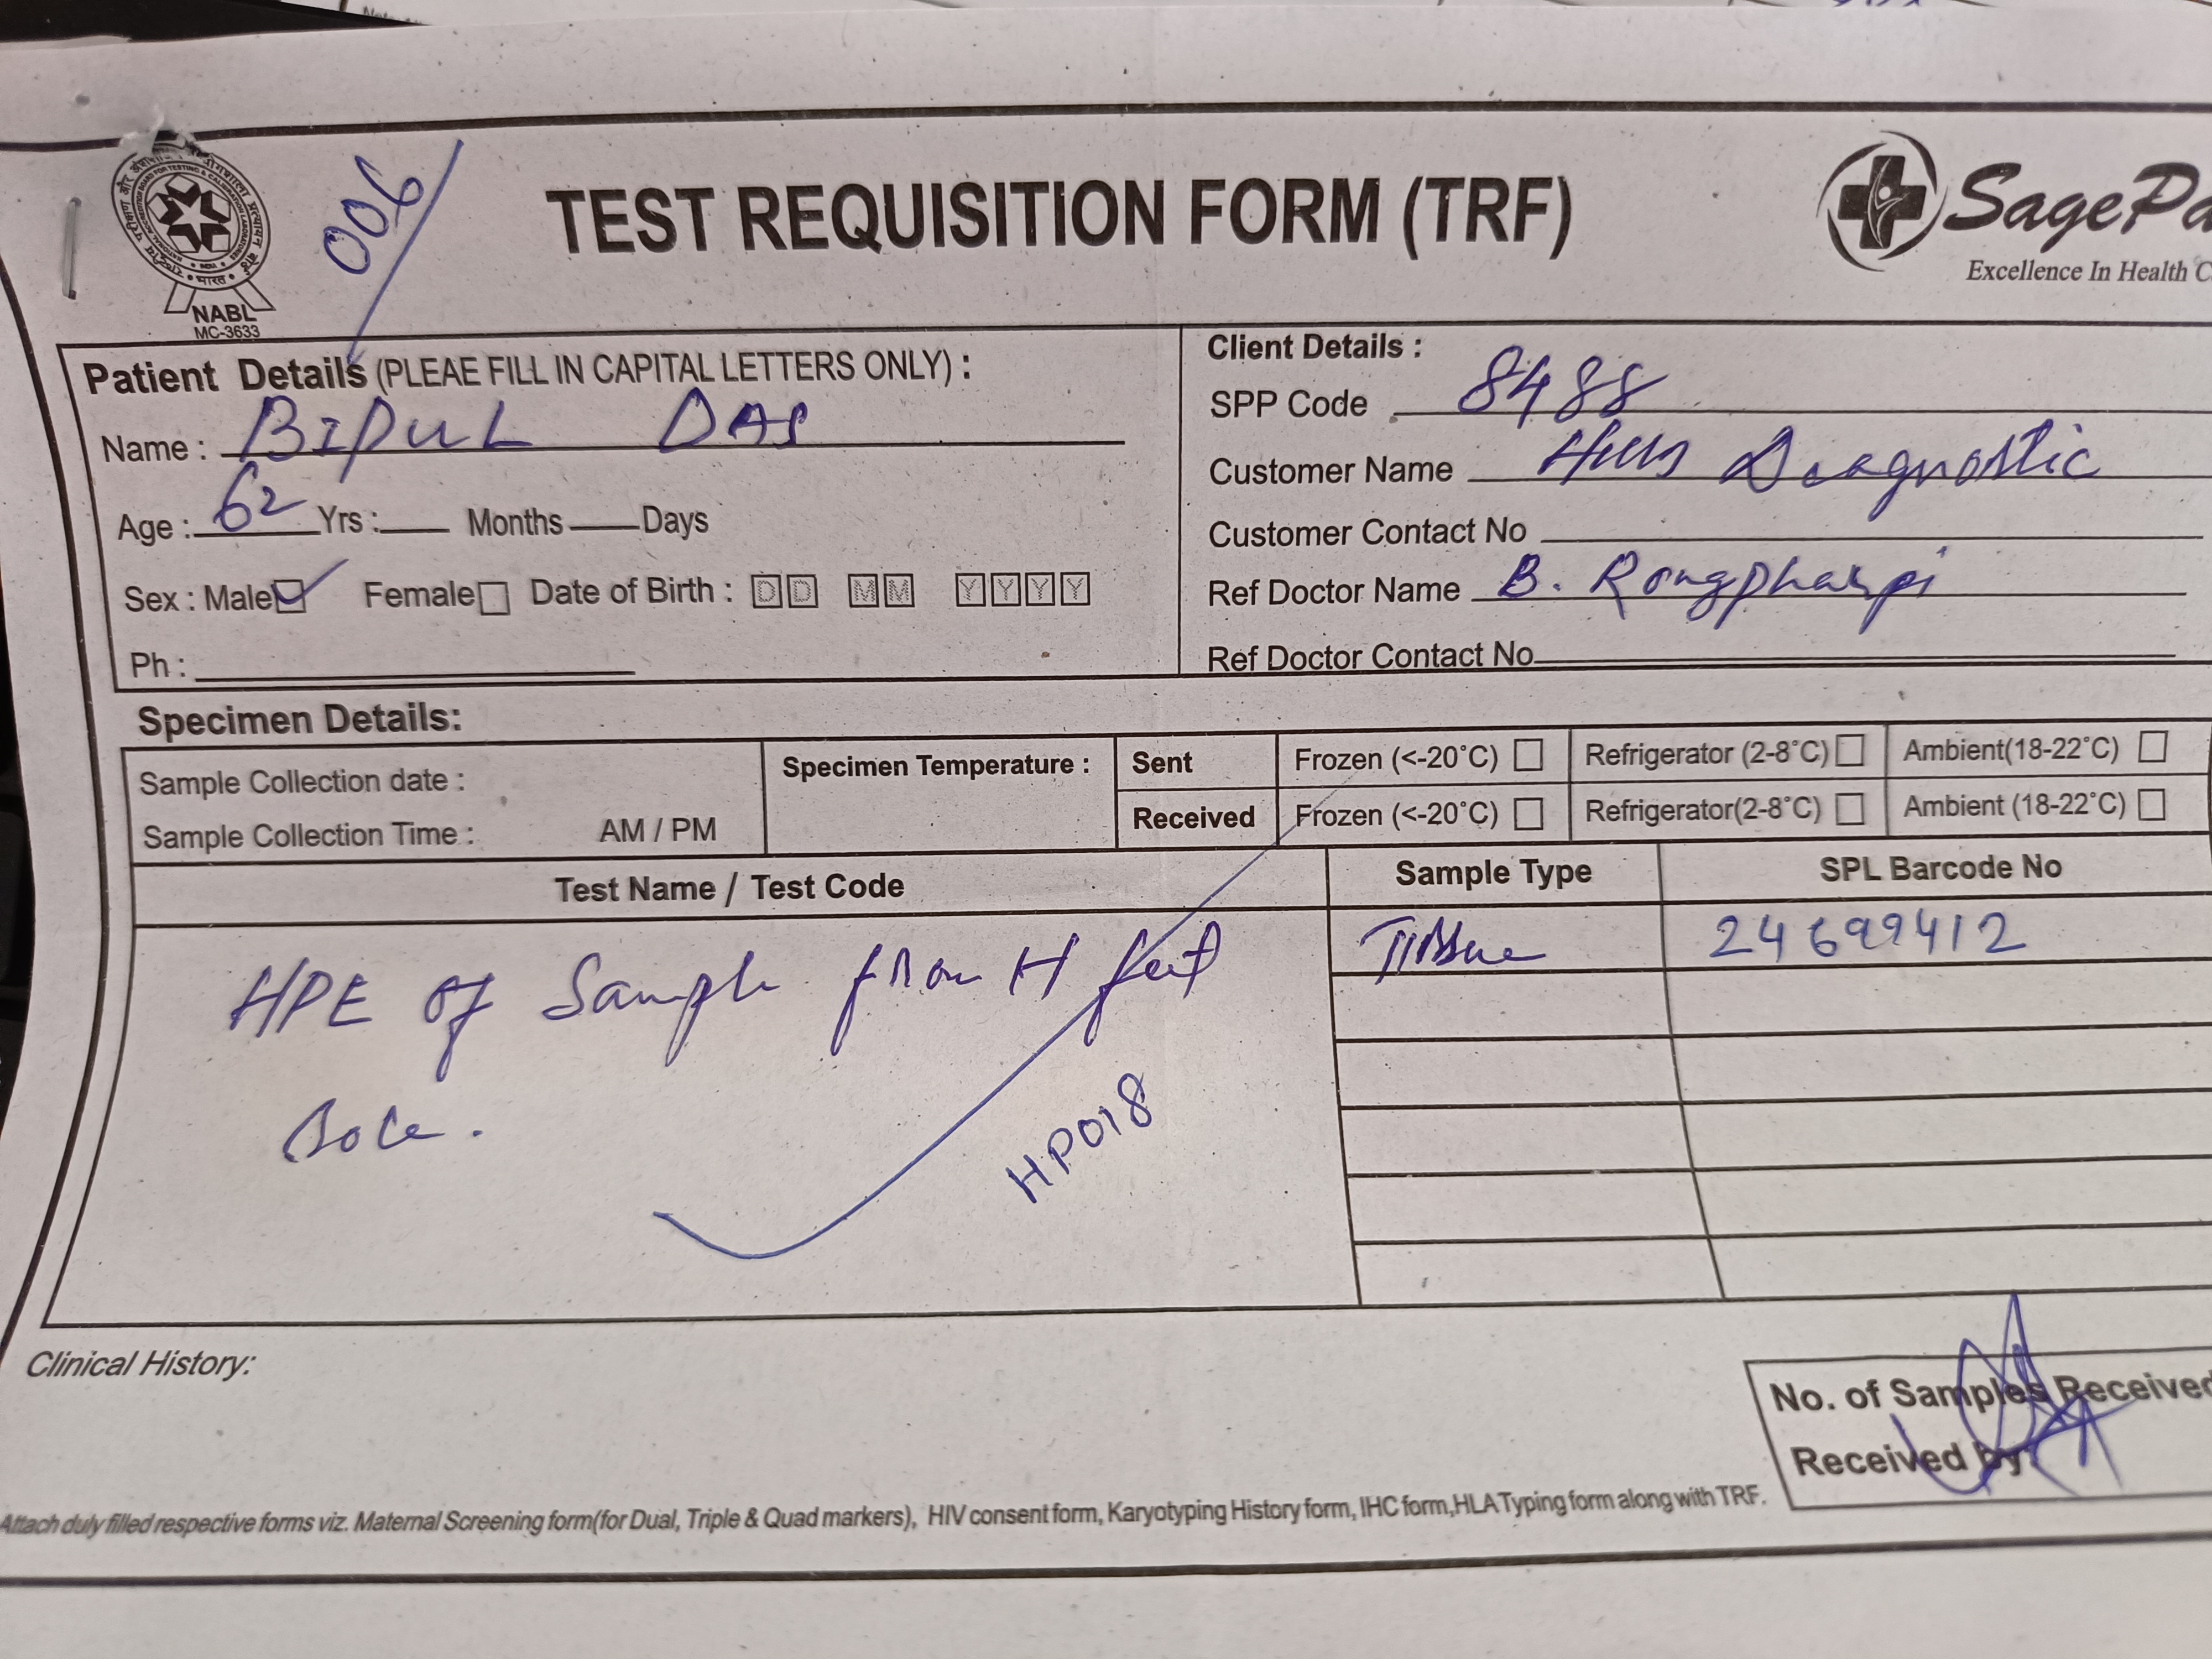 006
TEST REQUISITION FORM (TRF)
SagePa
Excellence In Health C
NABL
MC-3633
Patient Details (PLEAE FILL IN CAPITAL LETTERS ONLY) :
Name : BIPUL DAS
Age : 62 Yrs : Months Days
Sex : Male Female Date of Birth : DD MM YYYY
Ph :
Client Details :
SPP Code 8488
Customer Name Hills Diagnostic
Customer Contact No
Ref Doctor Name B. Rongpharpi
Ref Doctor Contact No
Specimen Details:
Sample Collection date :
Sample Collection Time : AM / PM
Specimen Temperature :
Sent Frozen (<-20°C) Refrigerator (2-8°C) Ambient(18-22°C)
Received Frozen (<-20°C) Refrigerator(2-8°C) Ambient (18-22°C)
Test Name / Test Code Sample Type SPL Barcode No
HPE of Sample from feet Tissue 24699412
Sole.
HP018
Clinical History:
No. of Samples Received
Received by
Attach duly filled respective forms viz. Maternal Screening form(for Dual, Triple & Quad markers), HIV consent form, Karyotyping History form, IHC form,HLA Typing form along with TRF.